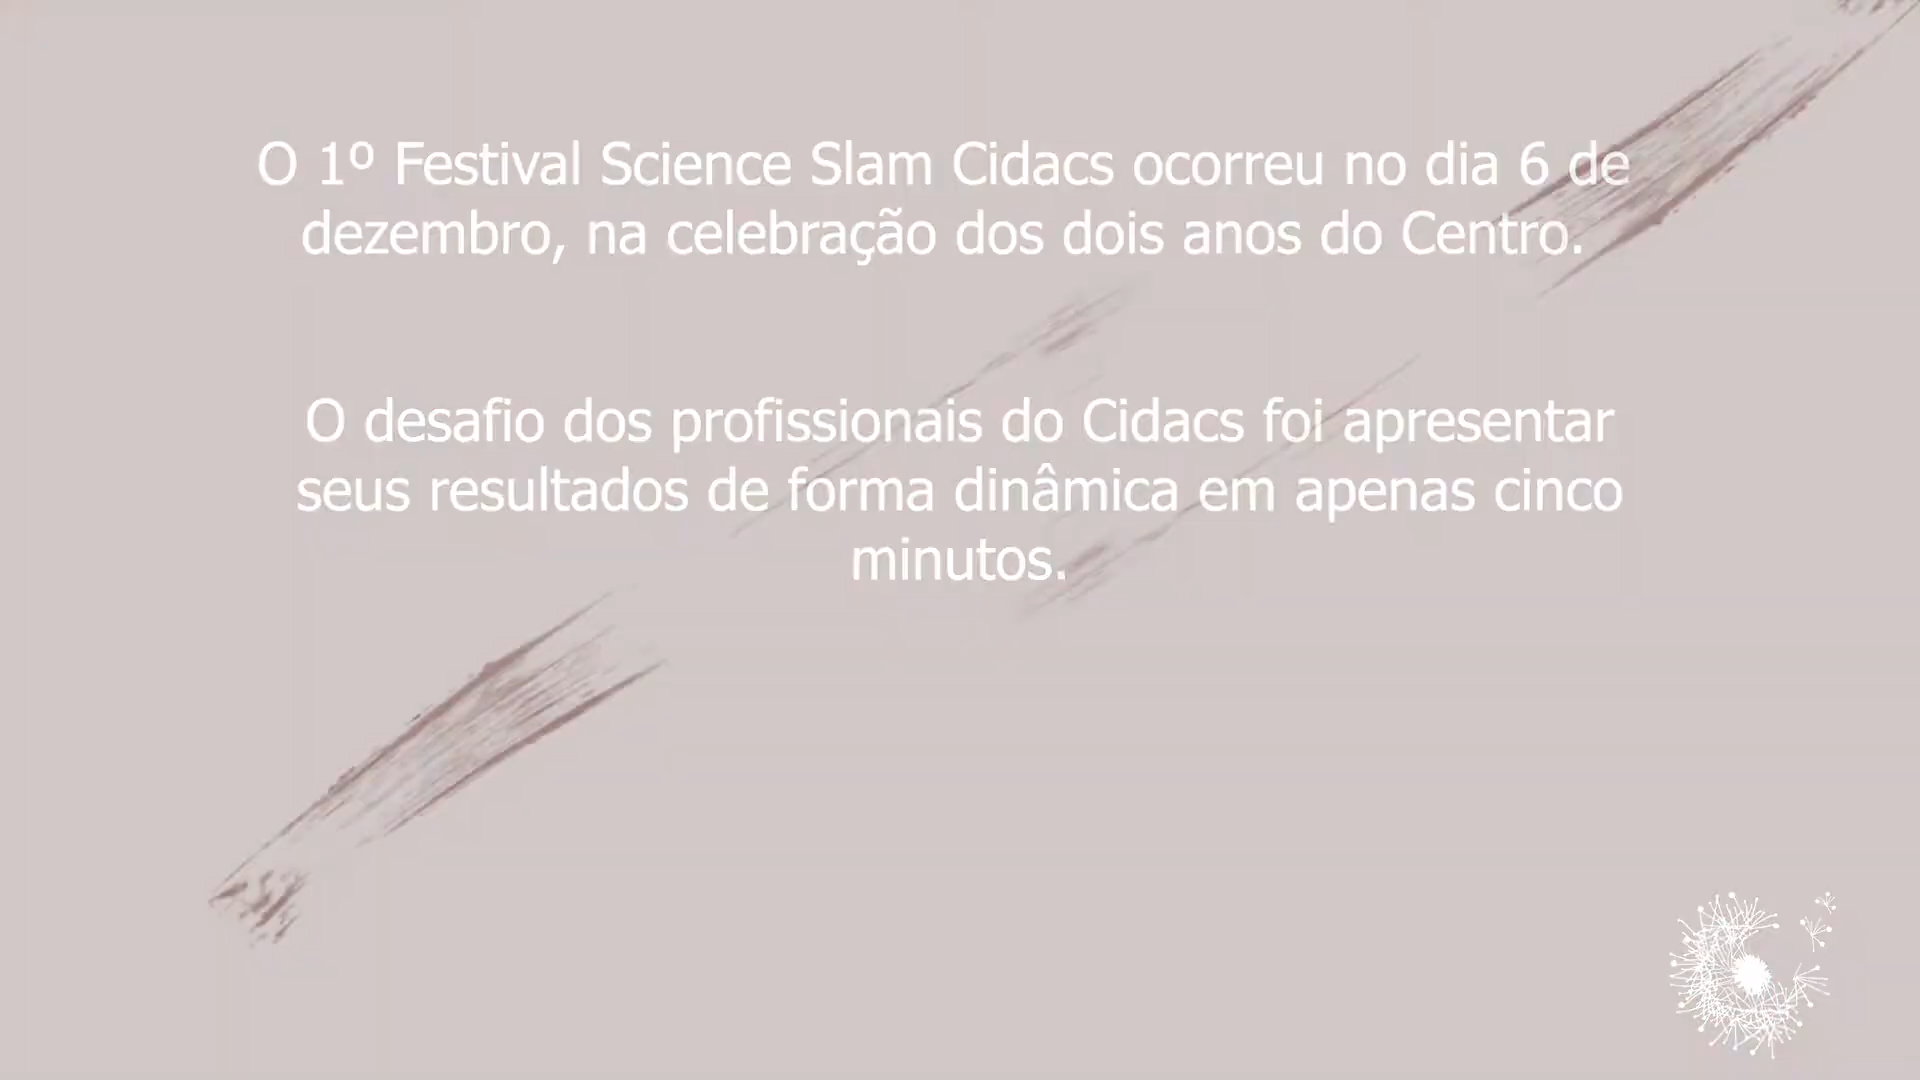 O 1º Festival Science Slam Cidacs ocorreu no dia 6 de
dezembro, na celebração dos dois anos do Centro.
O desafio dos profissionais do Cidacs foi apresentar
seus resultados de forma dinâmica em apenas cinco
minutos.